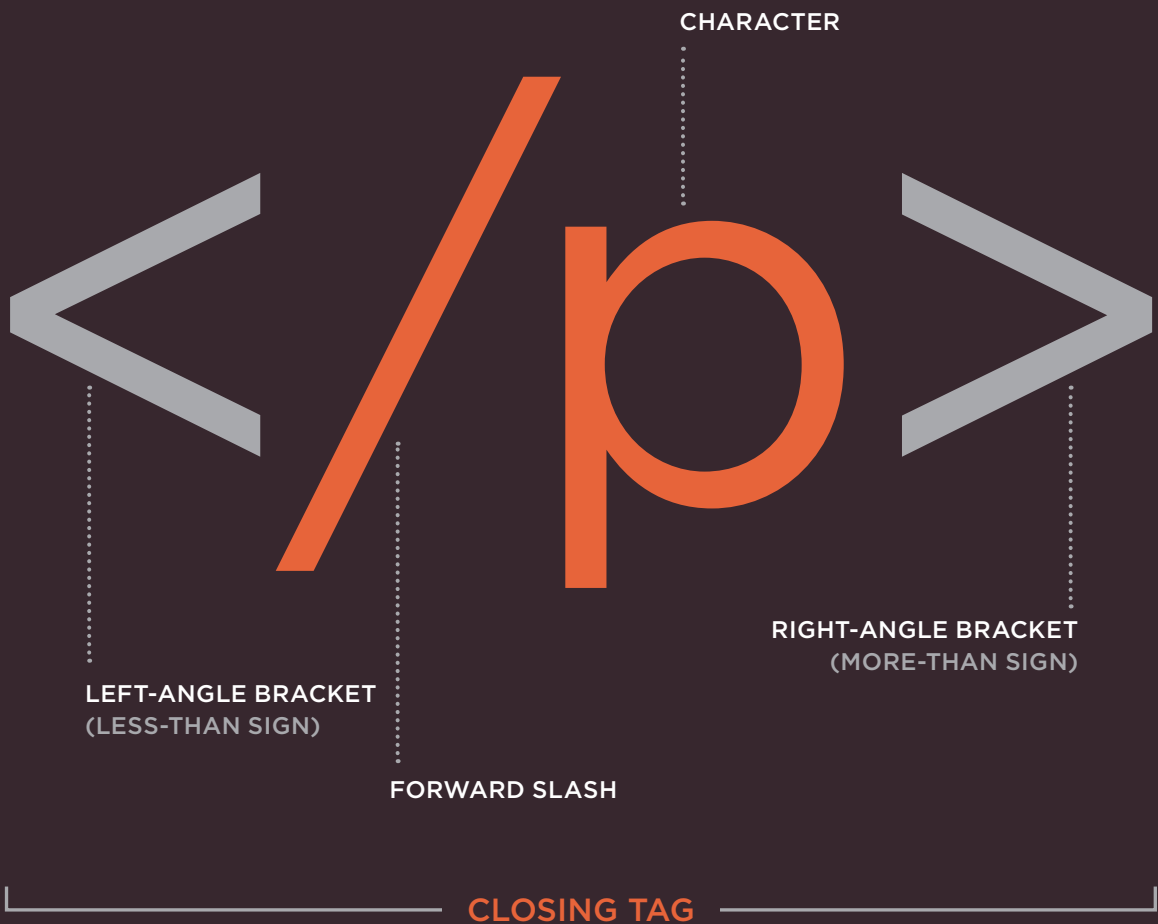 CHARACTER
</p>
RIGHT-ANGLE BRACKET
(MORE-THAN SIGN)
LEFT-ANGLE BRACKET
(LESS-THAN SIGN)
FORWARD SLASH
CLOSING TAG